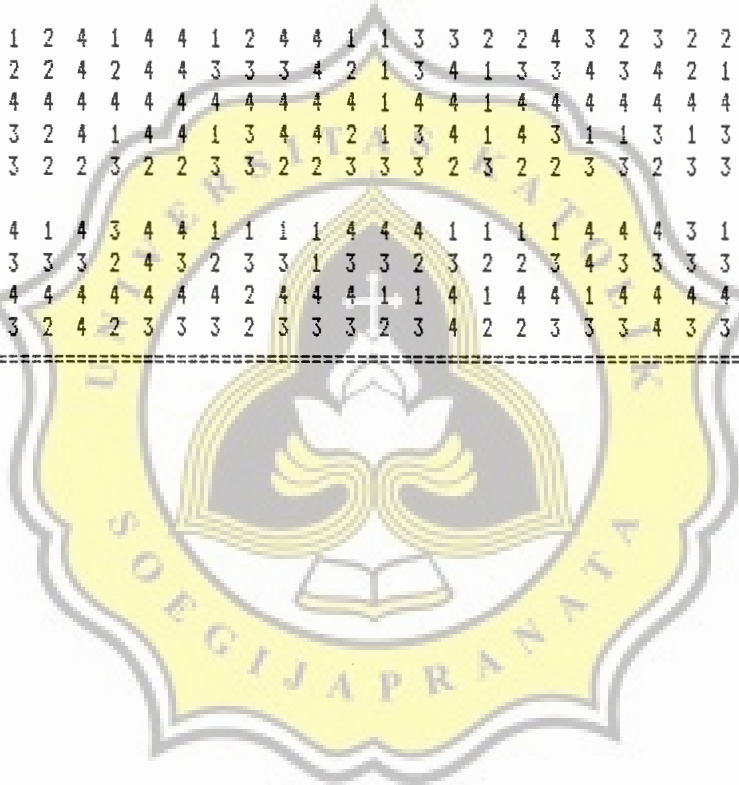 1 2 4 1 4 4 1 2 4 4 1 1 3 3 2 2 4 3 2 3 2 2
2 2 4 2 4 4 3 3 3 4 2 1 3 4 1 3 3 4 3 4 2 1
4 4 4 4 4 4 4 4 4 4 4 1 4 4 1 4 4 4 4 4 4 4
3 2 4 1 4 4 1 3 4 4 2 1 3 4 1 4 3 1 1 3 1 3
3 2 2 3 2 2 3 3 2 2 3 3 3 2 3 2 2 3 3 2 3 3
4 1 4 3 4 4 1 1 1 1 4 4 4 1 1 1 1 4 4 4 3 1
3 3 3 2 4 3 2 3 3 1 3 3 2 3 2 2 3 4 3 3 3 3
4 4 4 4 4 4 4 2 4 4 4 1 1 4 1 4 4 1 4 4 4 4
3 2 4 2 3 3 3 2 3 3 3 2 3 4 2 2 3 3 3 4 3 3
UNIVERSITAS KATOLIK
SOEGIJAPRANATA